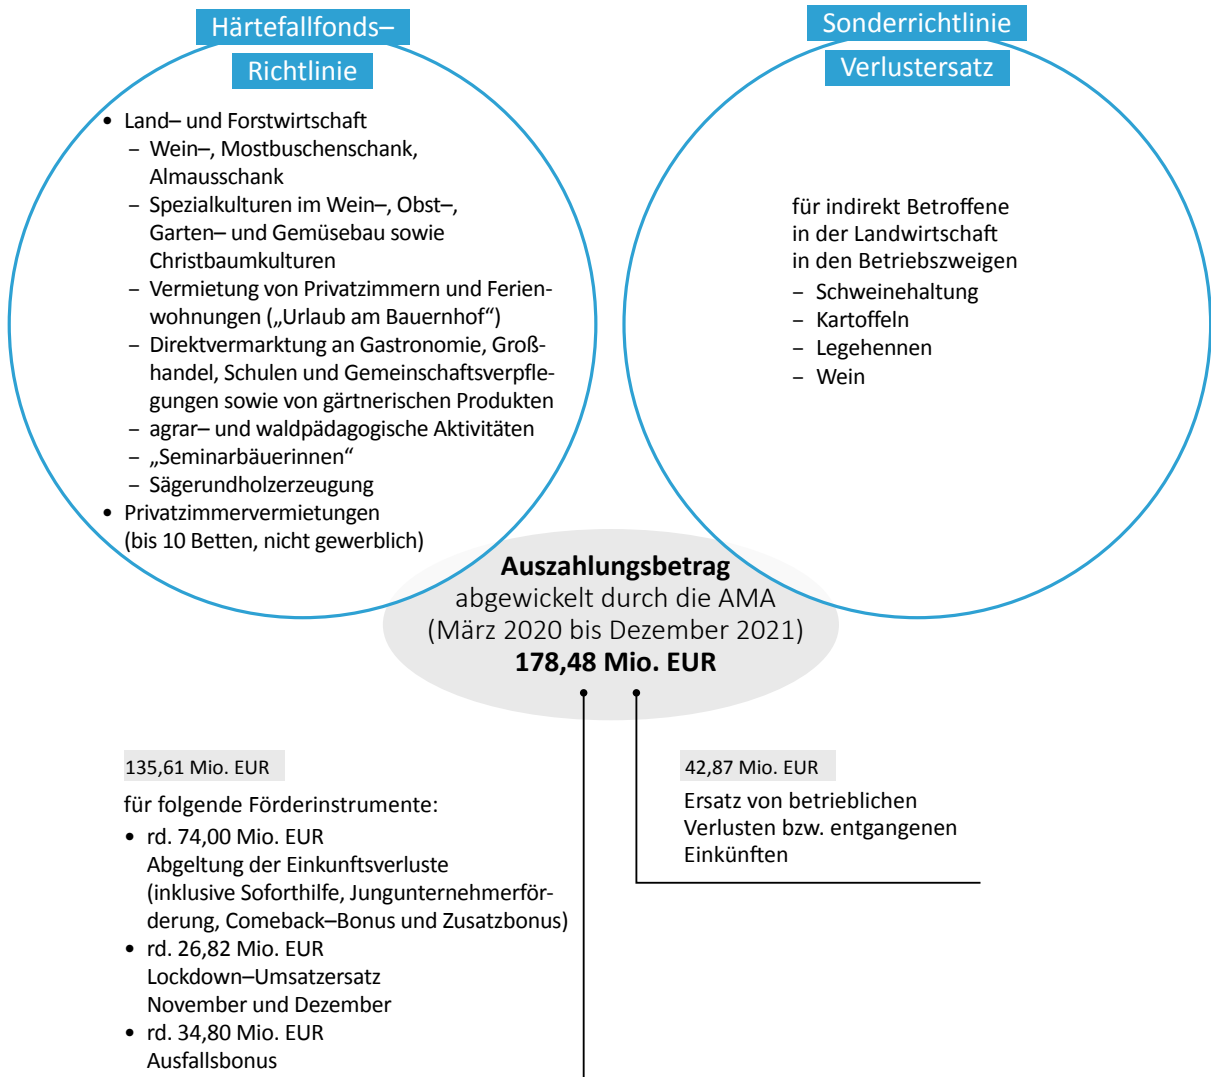 Härtefallfonds–
Richtlinie
• Land– und Forstwirtschaft
– Wein–, Mostbuschenschank,
Almausschank
– Spezialkulturen im Wein–, Obst–,
Garten– und Gemüsebau sowie
Christbaumkulturen
– Vermietung von Privatzimmern und Ferien-
wohnungen („Urlaub am Bauernhof“)
– Direktvermarktung an Gastronomie, Groß-
handel, Schulen und Gemeinschaftsverpfle-
gungen sowie von gärtnerischen Produkten
– agrar– und waldpädagogische Aktivitäten
– „Seminarbäuerinnen“
– Sägerundholzerzeugung
• Privatzimmervermietungen
(bis 10 Betten, nicht gewerblich)
Sonderrichtlinie
Verlustersatz
für indirekt Betroffene
in der Landwirtschaft
in den Betriebszweigen
– Schweinehaltung
– Kartoffeln
– Legehennen
– Wein
Auszahlungsbetrag
abgewickelt durch die AMA
(März 2020 bis Dezember 2021)
178,48 Mio. EUR
135,61 Mio. EUR
für folgende Förderinstrumente:
• rd. 74,00 Mio. EUR
Abgeltung der Einkunftsverluste
(inklusive Soforthilfe, Jungunternehmerför-
derung, Comeback–Bonus und Zusatzbonus)
• rd. 26,82 Mio. EUR
Lockdown–Umsatzersatz
November und Dezember
• rd. 34,80 Mio. EUR
Ausfallsbonus
42,87 Mio. EUR
Ersatz von betrieblichen
Verlusten bzw. entgangenen
Einkünften